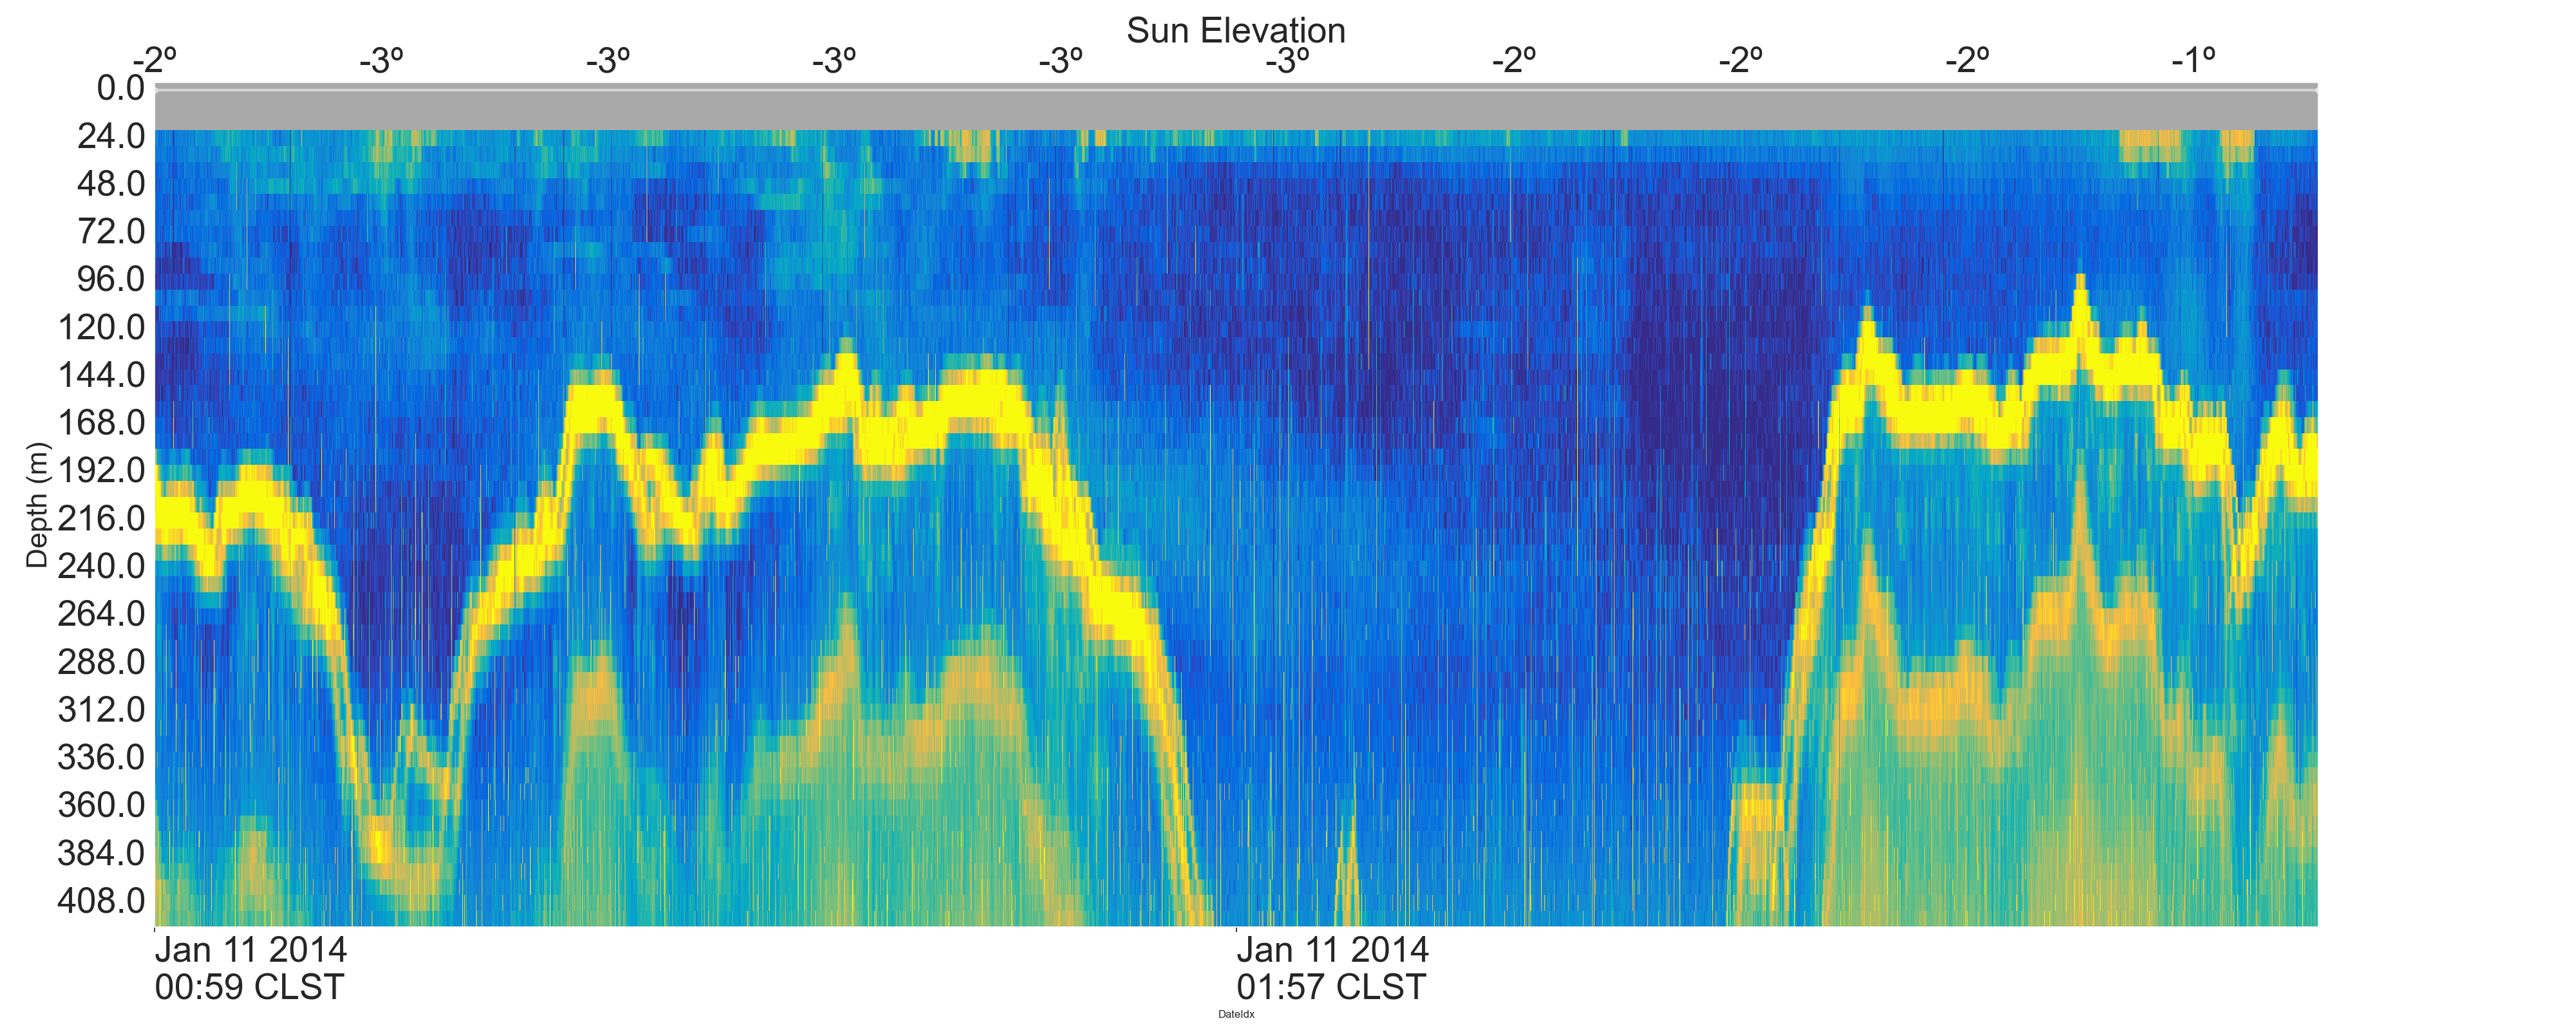 Sun Elevation
-2º -3º -3º -3º -3º -3º -2º -2º -2º -1º
0.0
24.0
48.0
72.0
96.0
120.0
144.0
168.0
192.0
216.0
240.0
264.0
288.0
312.0
336.0
360.0
384.0
408.0
Depth (m)
Jan 11 2014
00:59 CLST
Jan 11 2014
01:57 CLST
DateIdx